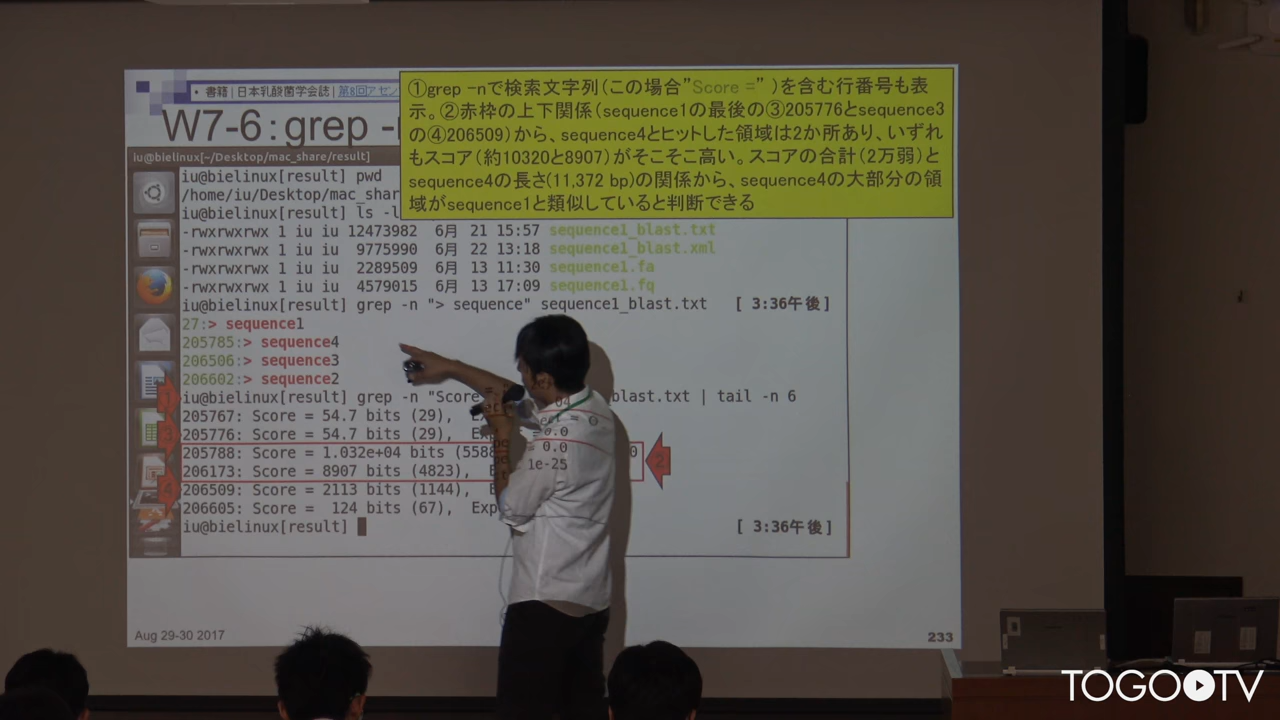 • 書籍 | 日本乳酸菌学会誌 | 第8回アセン
W7-6：grep -
①grep -nで検索文字列(この場合"Score =" )を含む行番号も表
示。②赤枠の上下関係(sequence1の最後の③205776とsequence3
の④206509)から、sequence4とヒットした領域は2か所あり、いずれ
もスコア(約10320と8907)がそこそこ高い。スコアの合計(2万弱)と
sequence4の長さ(11,372 bp)の関係から、sequence4の大部分の領
域がsequence1と類似していると判断できる
iu@bielinux[~/Desktop/mac_share/result]
iu@bielinux[result] pwd
/home/iu/Desktop/mac_shar
iu@bielinux[result] ls -l
-rwxrwxrwx 1 iu iu 12473982 6月 21 15:57 sequence1_blast.txt
-rwxrwxrwx 1 iu iu 9775990 6月 22 13:18 sequence1_blast.xml
-rwxrwxrwx 1 iu iu 2289509 6月 13 11:30 sequence1.fa
-rwxrwxrwx 1 iu iu 4579015 6月 13 17:09 sequence1.fq
iu@bielinux[result] grep -n "> sequence" sequence1_blast.txt [ 3:36午後]
27:> sequence1
205785:> sequence4
206506:> sequence3
206602:> sequence2
iu@bielinux[result] grep -n "Score blast.txt | tail -n 6
205767: Score = 54.7 bits (29), Ex
205776: Score = 54.7 bits (29), Ex = 0.0
205788: Score = 1.032e+04 bits (5588 = 0.0 0
206173: Score = 8907 bits (4823), E = 1e-25
206509: Score = 2113 bits (1144), E
206605: Score = 124 bits (67), Exp
iu@bielinux[result] [ 3:36午後]
①
③
②
④
Aug 29-30 2017
233
TOGO TV